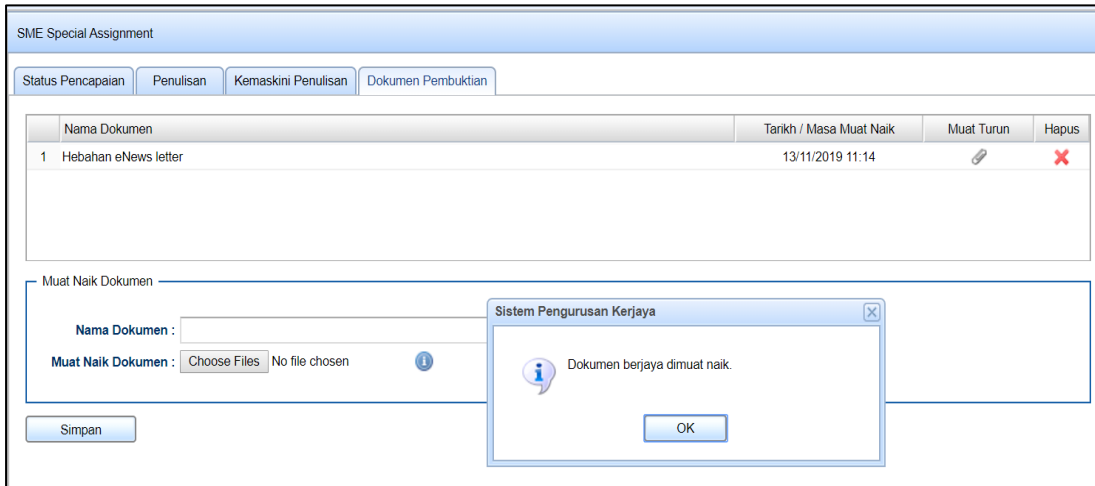 SME Special Assignment
Status Pencapaian Penulisan Kemaskini Penulisan Dokumen Pembuktian
Nama Dokumen Tarikh / Masa Muat Naik Muat Turun Hapus
1 Hebahan eNews letter 13/11/2019 11:14
Muat Naik Dokumen
Nama Dokumen :
Muat Naik Dokumen : Choose Files No file chosen
Simpan
Sistem Pengurusan Kerjaya
Dokumen berjaya dimuat naik.
OK